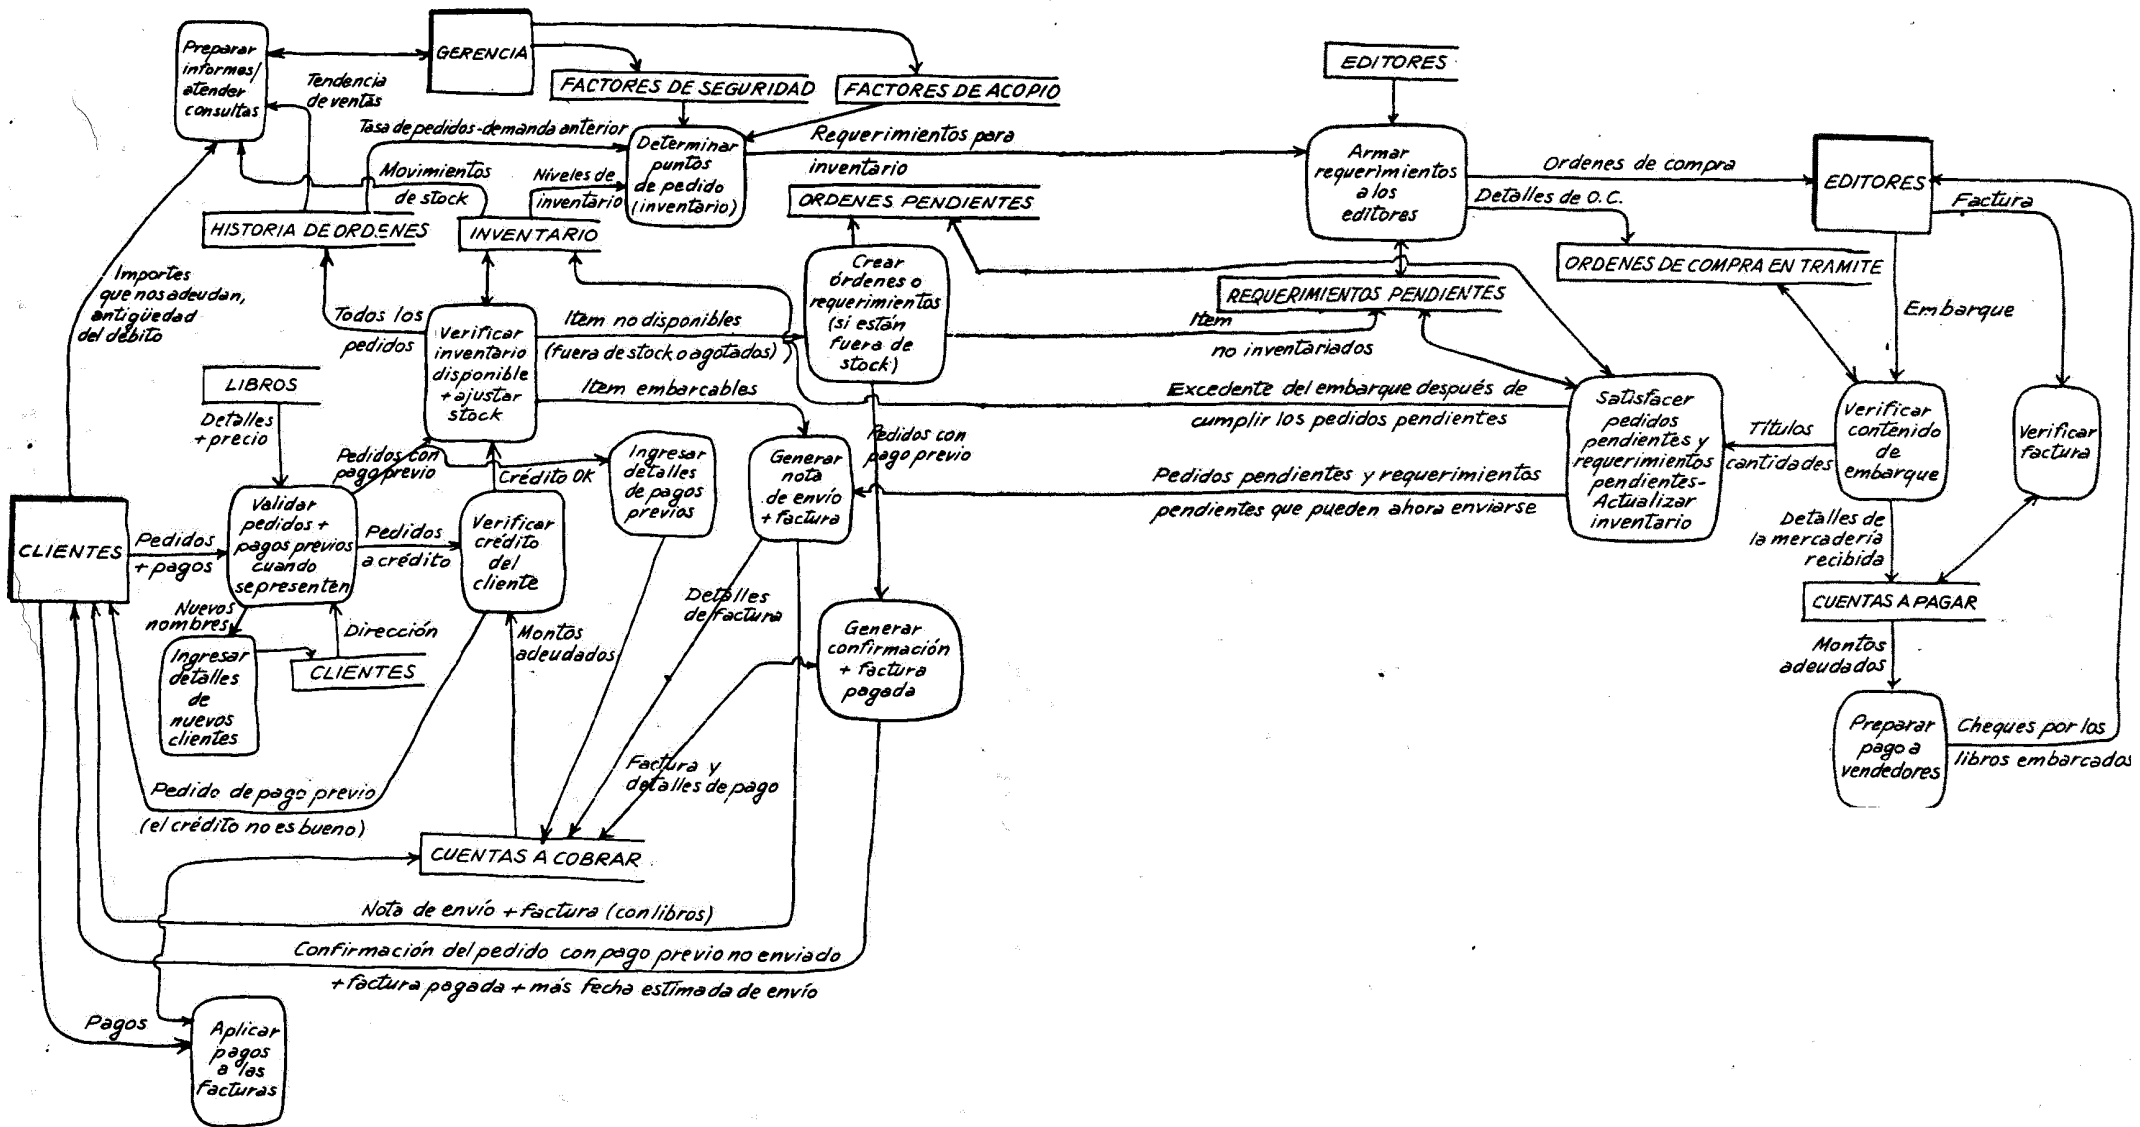 Preparar
informes/
atender
consultas
GERENCIA
Tendencia
de ventas
FACTORES DE SEGURIDAD
FACTORES DE ACOPIO
EDITORES
Tasa de pedidos-demanda anterior
Determinar
puntos
de pedido
(inventario)
Requerimientos para
inventario
Armar
requerimientos
a los
editores
Ordenes de compra
EDITORES
Detalles de O.C.
Factura
Movimientos
de stock
Niveles de
inventario
ORDENES PENDIENTES
HISTORIA DE ORDENES
INVENTARIO
ORDENES DE COMPRA EN TRAMITE
REQUERIMIENTOS PENDIENTES
Embarque
Importes
que nos adeudan,
antigüedad
del débito
Todos los
pedidos
Verificar
inventario
disponible
+ ajustar
stock
Item no disponibles
(fuera de stock o agotados)
Crear
órdenes o
requerimientos
(si están
fuera de
stock)
Item
no inventariados
LIBROS
Detalles
+ precio
Item embarcables
Excedente del embarque después de
cumplir los pedidos pendientes
Satisfacer
pedidos
pendientes y
requerimientos
pendientes-
Actualizar
inventario
Títulos
cantidades
Verificar
contenido
de
embarque
Verificar
factura
Pedidos con
pago previo
Crédito OK
Ingresar
detalles
de pagos
previos
Generar
nota
de envío
+ factura
Pedidos con
pago previo
Pedidos pendientes y requerimientos
pendientes que pueden ahora enviarse
CLIENTES
Pedidos
+ pagos
Validar
pedidos +
pagos previos
cuando
se presenten
Pedidos
a crédito
Verificar
crédito
del
cliente
Detalles de
la mercadería
recibida
Nuevos
nombres
Dirección
Ingresar
detalles
de
nuevos
clientes
CLIENTES
Montos
adeudados
Detalles
de factura
Generar
confirmación
+ factura
pagada
CUENTAS A PAGAR
Montos
adeudados
Preparar
pago a
vendedores
Cheques por los
libros embarcados
Pedido de pago previo
(el crédito no es bueno)
Factura y
detalles de pago
CUENTAS A COBRAR
Nota de envío + factura (con libros)
Confirmación del pedido con pago previo no enviado
+ factura pagada + más fecha estimada de envío
Pagos
Aplicar
pagos
a las
facturas